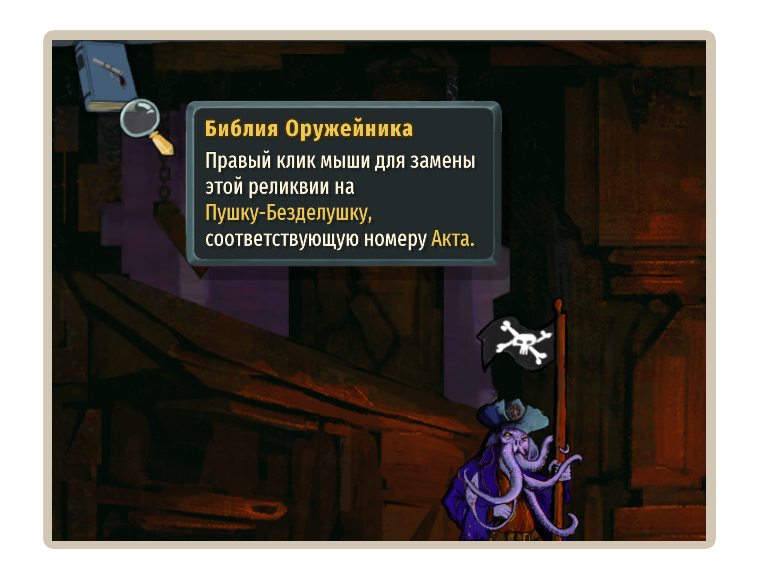 Библия Оружейника
Правый клик мыши для замены
этой реликвии на
Пушку-Безделушку,
соответствующую номеру Акта.